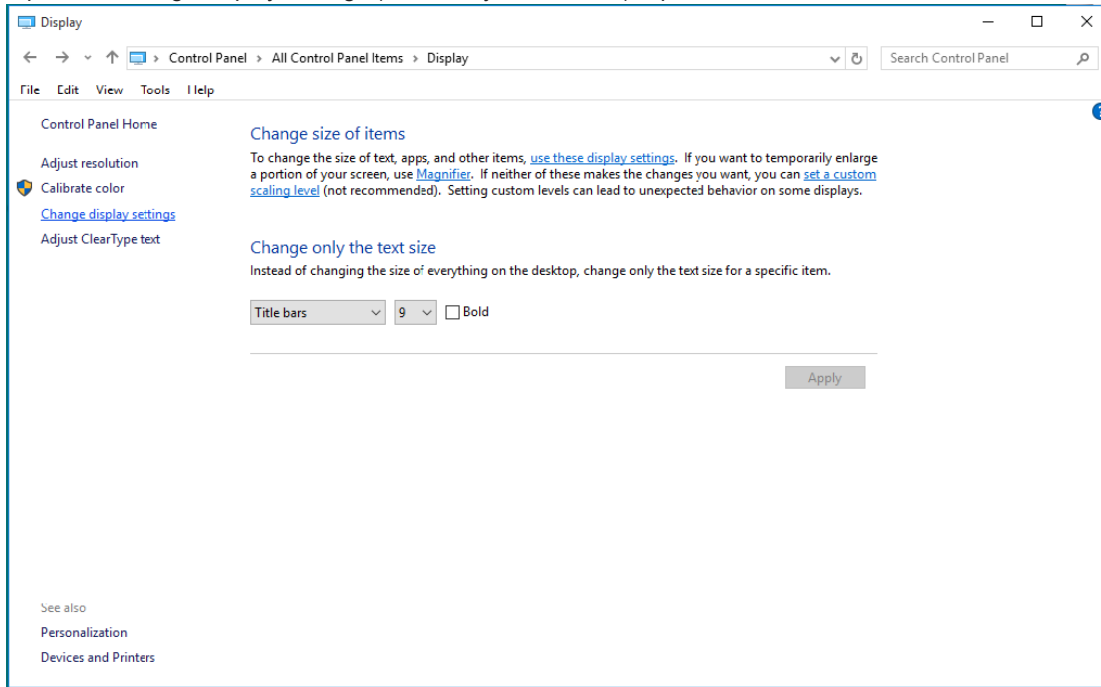 Display
Control Panel > All Control Panel Items > Display
Search Control Panel
File Edit View Tools Help
Control Panel Home
Adjust resolution
Calibrate color
Change display settings
Adjust ClearType text
Change size of items
To change the size of text, apps, and other items, use these display settings. If you want to temporarily enlarge
a portion of your screen, use Magnifier. If neither of these makes the changes you want, you can set a custom
scaling level (not recommended). Setting custom levels can lead to unexpected behavior on some displays.
Change only the text size
Instead of changing the size of everything on the desktop, change only the text size for a specific item.
Title bars 9 Bold
Apply
See also
Personalization
Devices and Printers